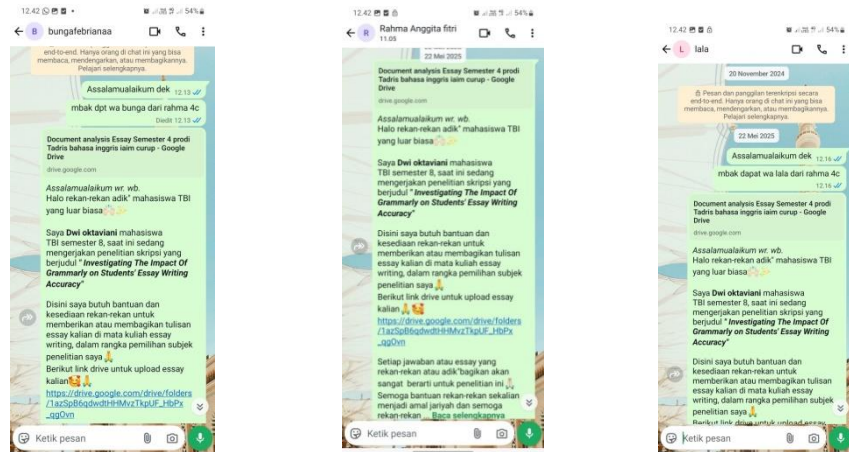 12.42
54%
B bungafebrianaa
end-to-end. Hanya orang di chat ini yang bisa
membaca, mendengarkan, atau membagikannya.
Pelajari selengkapnya.
Assalamualaikum dek 12.13
mbak dpt wa bunga dari rahma 4c
Diedit 12.13
Document analysis Essay Semester 4 prodi
Tadris bahasa inggris iaim curup - Google
Drive
drive.google.com
Assalamualaikum wr. wb.
Halo rekan-rekan adik" mahasiswa TBI
yang luar biasa
Saya Dwi oktaviani mahasiswa
TBI semester 8, saat ini sedang
mengerjakan penelitian skripsi yang
berjudul " Investigating The Impact Of
Grammarly on Students' Essay Writing
Accuracy"
Disini saya butuh bantuan dan
kesediaan rekan-rekan untuk
memberikan atau membagikan tulisan
essay kalian di mata kuliah essay
writing, dalam rangka pemilihan subjek
penelitian saya
Berikut link drive untuk upload essay
kalian
https://drive.google.com/drive/folders
/1azSpB6qdwdtHHMvzTkpUF_HbPx
_qgOvn
Ketik pesan
12.42
54%
R Rahma Anggita fitri
11.05
22 Mei 2025
Document analysis Essay Semester 4 prodi
Tadris bahasa inggris iaim curup - Google
Drive
drive.google.com
Assalamualaikum wr. wb.
Halo rekan-rekan adik" mahasiswa TBI
yang luar biasa
Saya Dwi oktaviani mahasiswa
TBI semester 8, saat ini sedang
mengerjakan penelitian skripsi yang
berjudul " Investigating The Impact Of
Grammarly on Students' Essay Writing
Accuracy"
Disini saya butuh bantuan dan
kesediaan rekan-rekan untuk
memberikan atau membagikan tulisan
essay kalian di mata kuliah essay
writing, dalam rangka pemilihan subjek
penelitian saya
Berikut link drive untuk upload essay
kalian
https://drive.google.com/drive/folders
/1azSpB6qdwdtHHMvzTkpUF_HbPx
_qgOvn
Setiap jawaban atau essay yang
rekan-rekan atau adik"bagikan akan
sangat berarti untuk penelitian ini
Semoga bantuan rekan-rekan sekalian
menjadi amal jariyah dan semoga
rekan-rekan ... Baca selengkapnya
Ketik pesan
12.42
54%
L lala
20 November 2024
Pesan dan panggilan terenkripsi secara
end-to-end. Hanya orang di chat ini yang bisa
membaca, mendengarkan, atau membagikannya.
Pelajari selengkapnya.
22 Mei 2025
Assalamualaikum dek 12.16
mbak dapat wa lala dari rahma 4c
12.16
Document analysis Essay Semester 4 prodi
Tadris bahasa inggris iaim curup - Google
Drive
drive.google.com
Assalamualaikum wr. wb.
Halo rekan-rekan adik" mahasiswa TBI
yang luar biasa
Saya Dwi oktaviani mahasiswa
TBI semester 8, saat ini sedang
mengerjakan penelitian skripsi yang
berjudul " Investigating The Impact Of
Grammarly on Students' Essay Writing
Accuracy"
Disini saya butuh bantuan dan
kesediaan rekan-rekan untuk
memberikan atau membagikan tulisan
essay kalian di mata kuliah essay
writing, dalam rangka pemilihan subjek
penelitian saya
Berikut link drive untuk upload essay
Ketik pesan